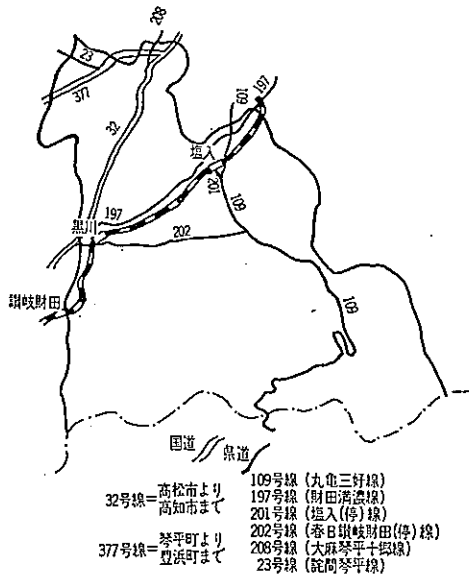 208
23
377
32
197
109
塩入
201
109
黒川
197
202
讃岐財田
109
国道
県道
32号線=高松市より
高知市まで
377号線=琴平町より
豊浜町まで
109号線 (丸亀三好線)
197号線 (財田満濃線)
201号線 (塩入(停)線)
202号線 (春日讃岐財田(停)線)
208号線 (大麻琴平十郷線)
23号線 (詫間琴平線)